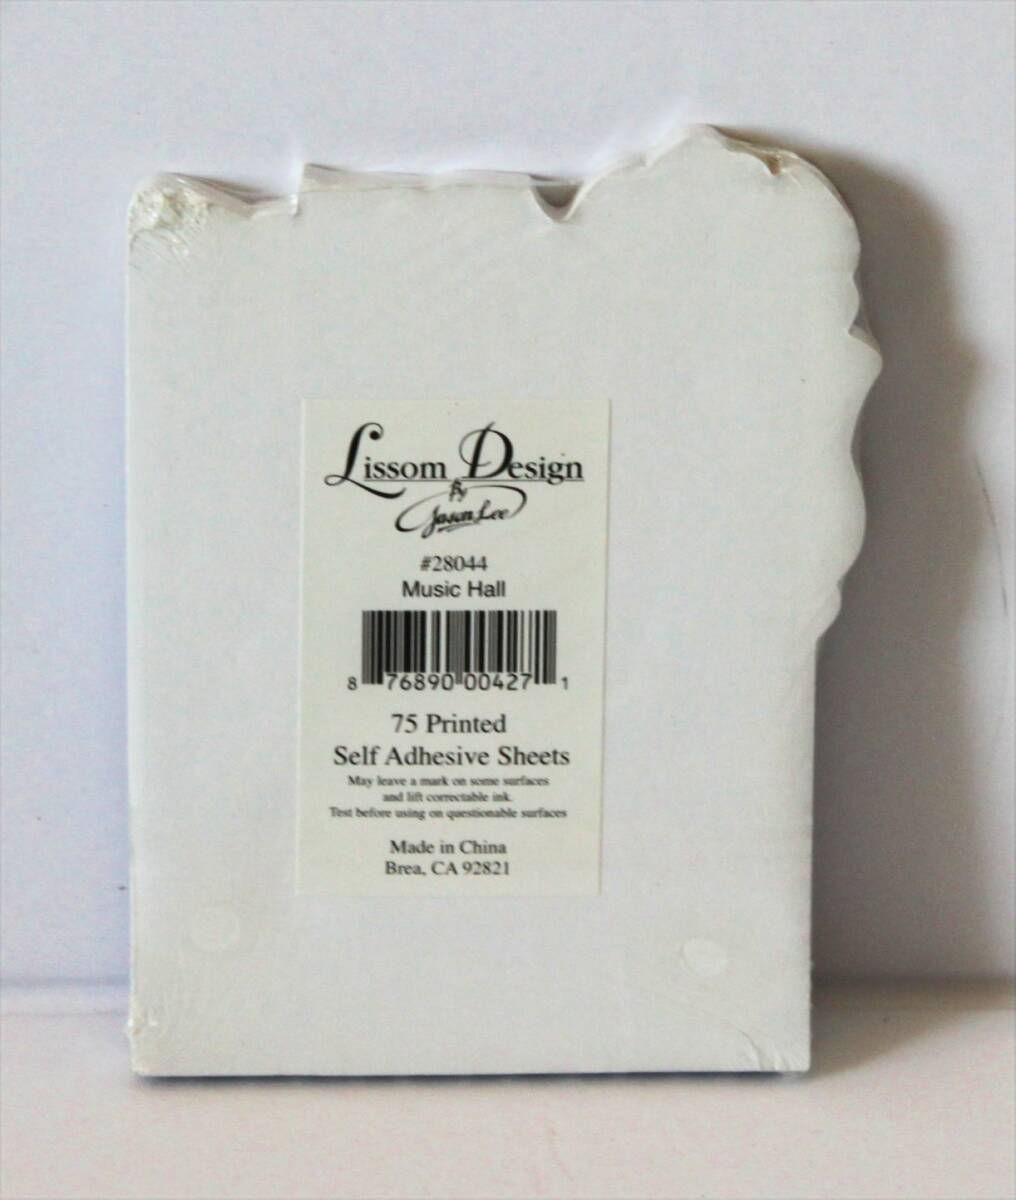 Lissom Design
By
Jason Lee
#28044
Music Hall
8 76890 00427 1
75 Printed
Self Adhesive Sheets
May leave a mark on some surfaces
and lift correctable ink.
Test before using on questionable surfaces
Made in China
Brea, CA 92821